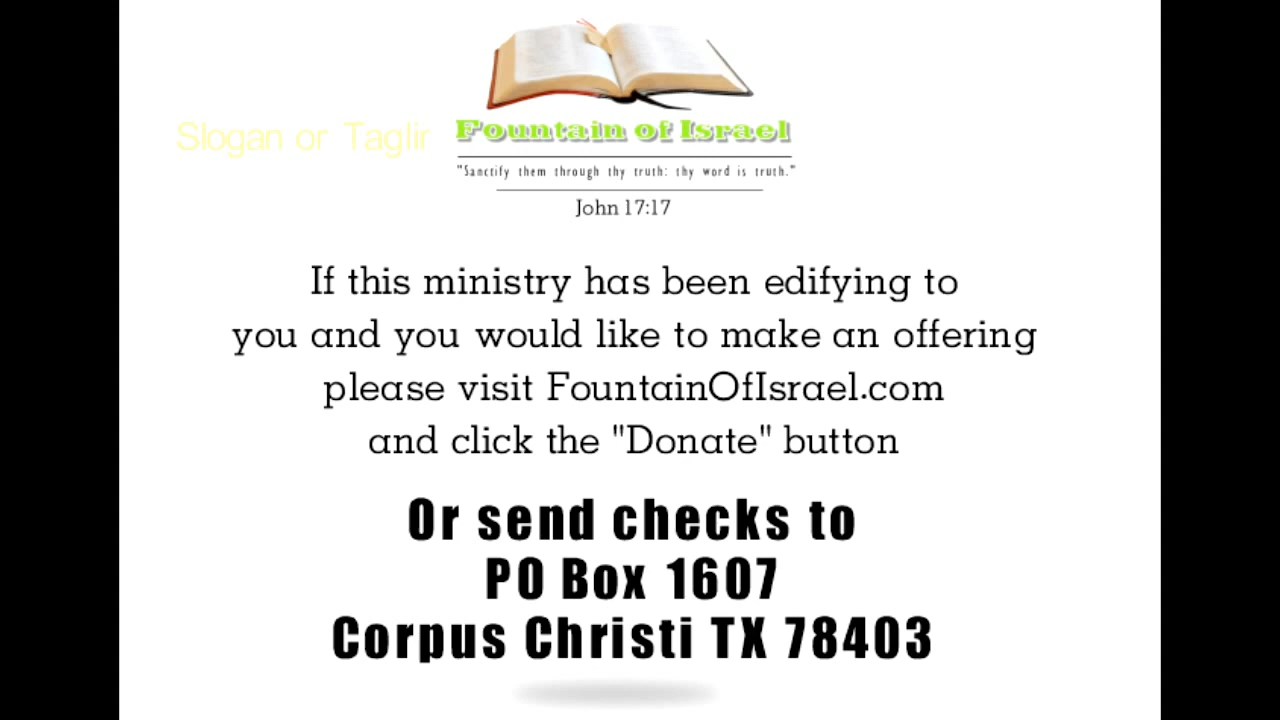 Slogan or Taglin
Fountain of Israel
"Sanctify them through thy truth: thy word is truth."
John 17:17
If this ministry has been edifying to
you and you would like to make an offering
please visit FountainOfIsrael.com
and click the "Donate" button
Or send checks to
PO Box 1607
Corpus Christi TX 78403